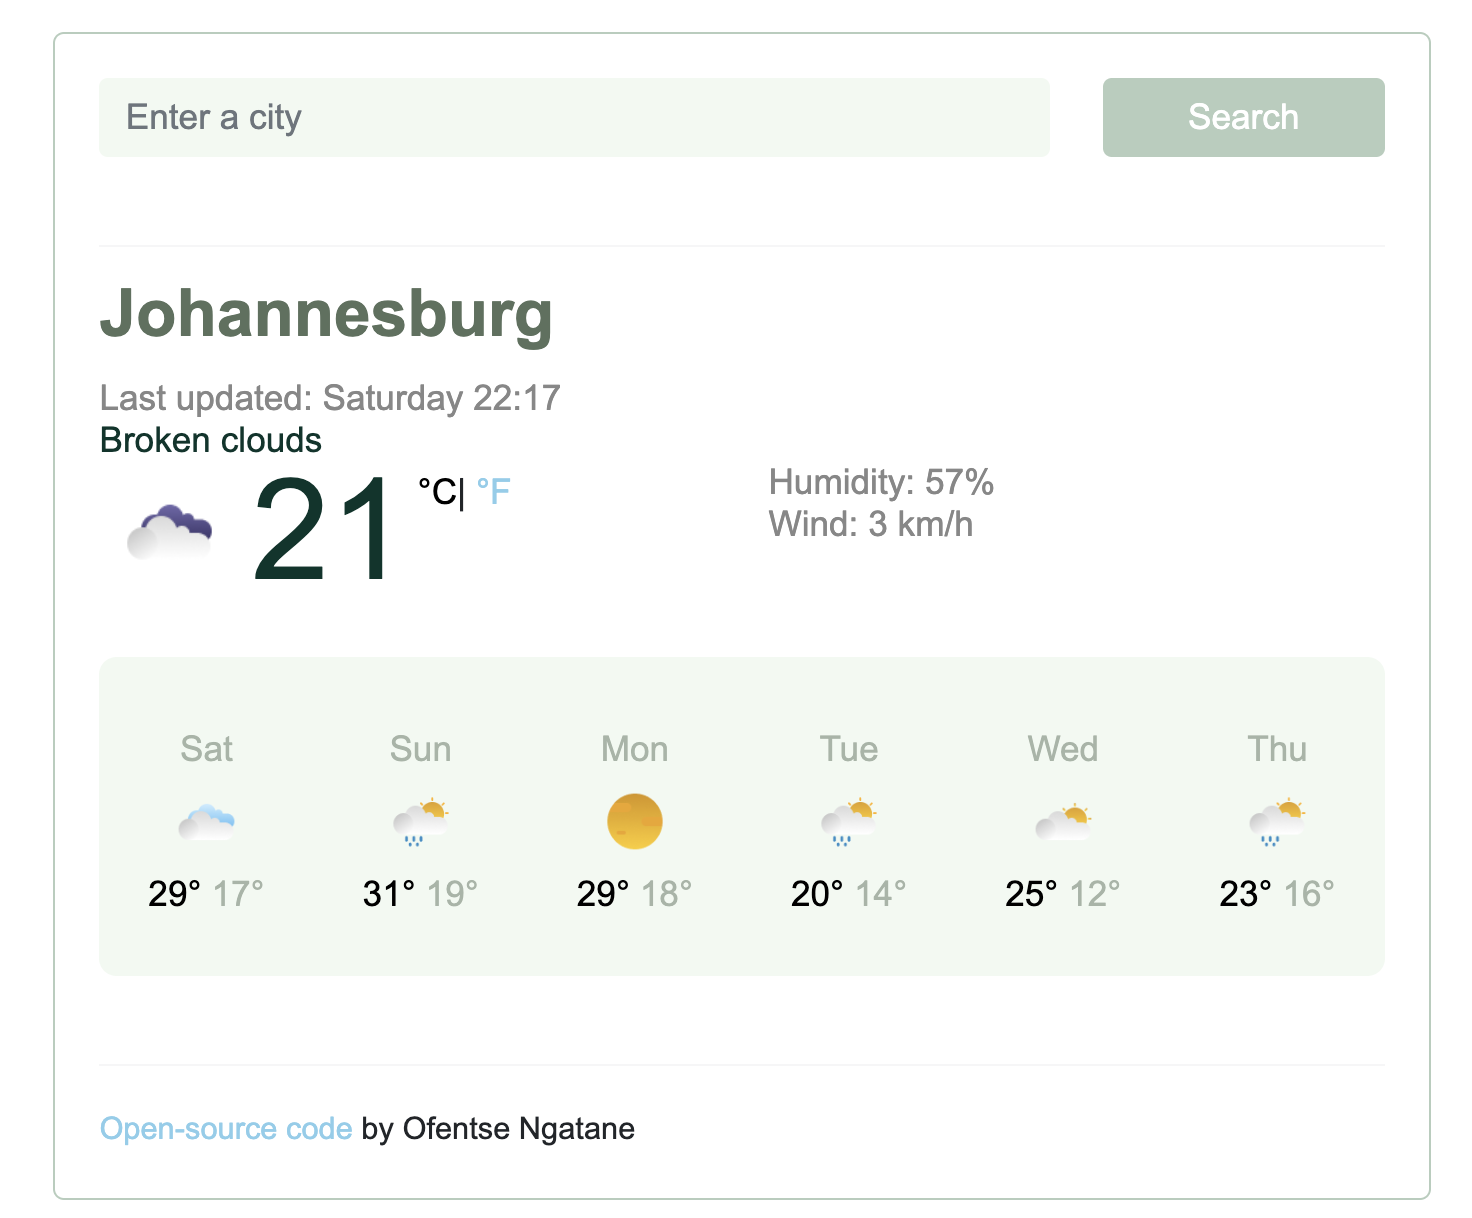 Enter a city
Search
Johannesburg
Last updated: Saturday 22:17
Broken clouds
21 °C| °F
Humidity: 57%
Wind: 3 km/h
Sat Sun Mon Tue Wed Thu
29° 17° 31° 19° 29° 18° 20° 14° 25° 12° 23° 16°
Open-source code by Ofentse Ngatane